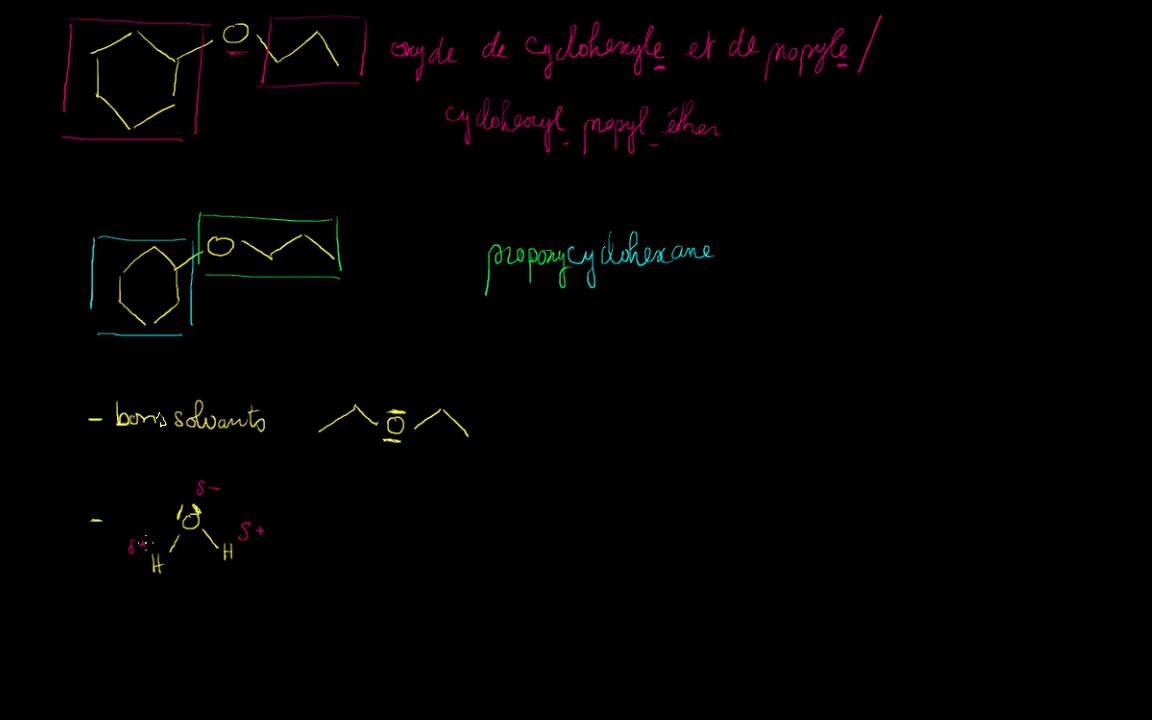 O oxyde de cyclohexyle et de propyle /
cyclohexyl propyl éther
O propoxycyclohexane
- bons solvants O
δ-
- O δ+
δ+ H H